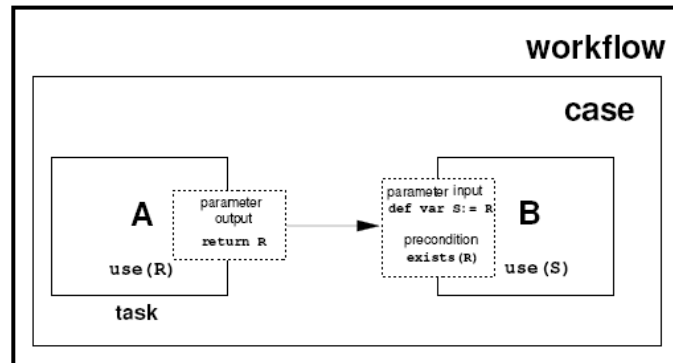 workflow
case
A
parameter
output
return R
use(R)
task
parameter input
def var S:= R
precondition
exists(R)
B
use(S)